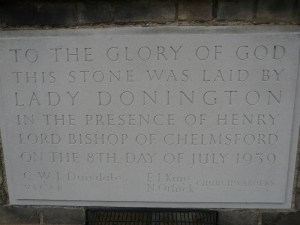 TO THE GLORY OF GOD
THIS STONE WAS LAID BY
LADY DONINGTON
IN THE PRESENCE OF HENRY
LORD BISHOP OF CHELMSFORD
ON THE 8TH DAY OF JULY 1939